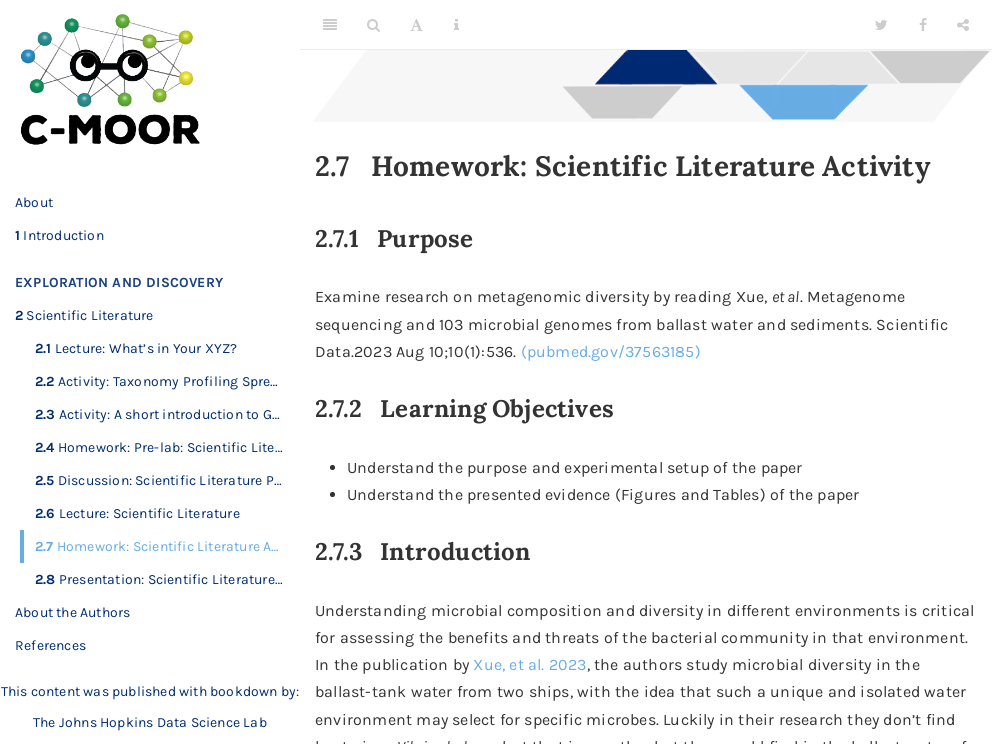 C-MOOR
About
1 Introduction
EXPLORATION AND DISCOVERY
2 Scientific Literature
2.1 Lecture: What's in Your XYZ?
2.2 Activity: Taxonomy Profiling Spre…
2.3 Activity: A short introduction to G…
2.4 Homework: Pre-lab: Scientific Lite…
2.5 Discussion: Scientific Literature P…
2.6 Lecture: Scientific Literature
2.7 Homework: Scientific Literature A…
2.8 Presentation: Scientific Literature…
About the Authors
References
This content was published with bookdown by:
The Johns Hopkins Data Science Lab
2.7 Homework: Scientific Literature Activity
2.7.1 Purpose
Examine research on metagenomic diversity by reading Xue, et al. Metagenome
sequencing and 103 microbial genomes from ballast water and sediments. Scientific
Data.2023 Aug 10;10(1):536. (pubmed.gov/37563185)
2.7.2 Learning Objectives
• Understand the purpose and experimental setup of the paper
• Understand the presented evidence (Figures and Tables) of the paper
2.7.3 Introduction
Understanding microbial composition and diversity in different environments is critical
for assessing the benefits and threats of the bacterial community in that environment.
In the publication by Xue, et al. 2023, the authors study microbial diversity in the
ballast-tank water from two ships, with the idea that such a unique and isolated water
environment may select for specific microbes. Luckily in their research they don't find